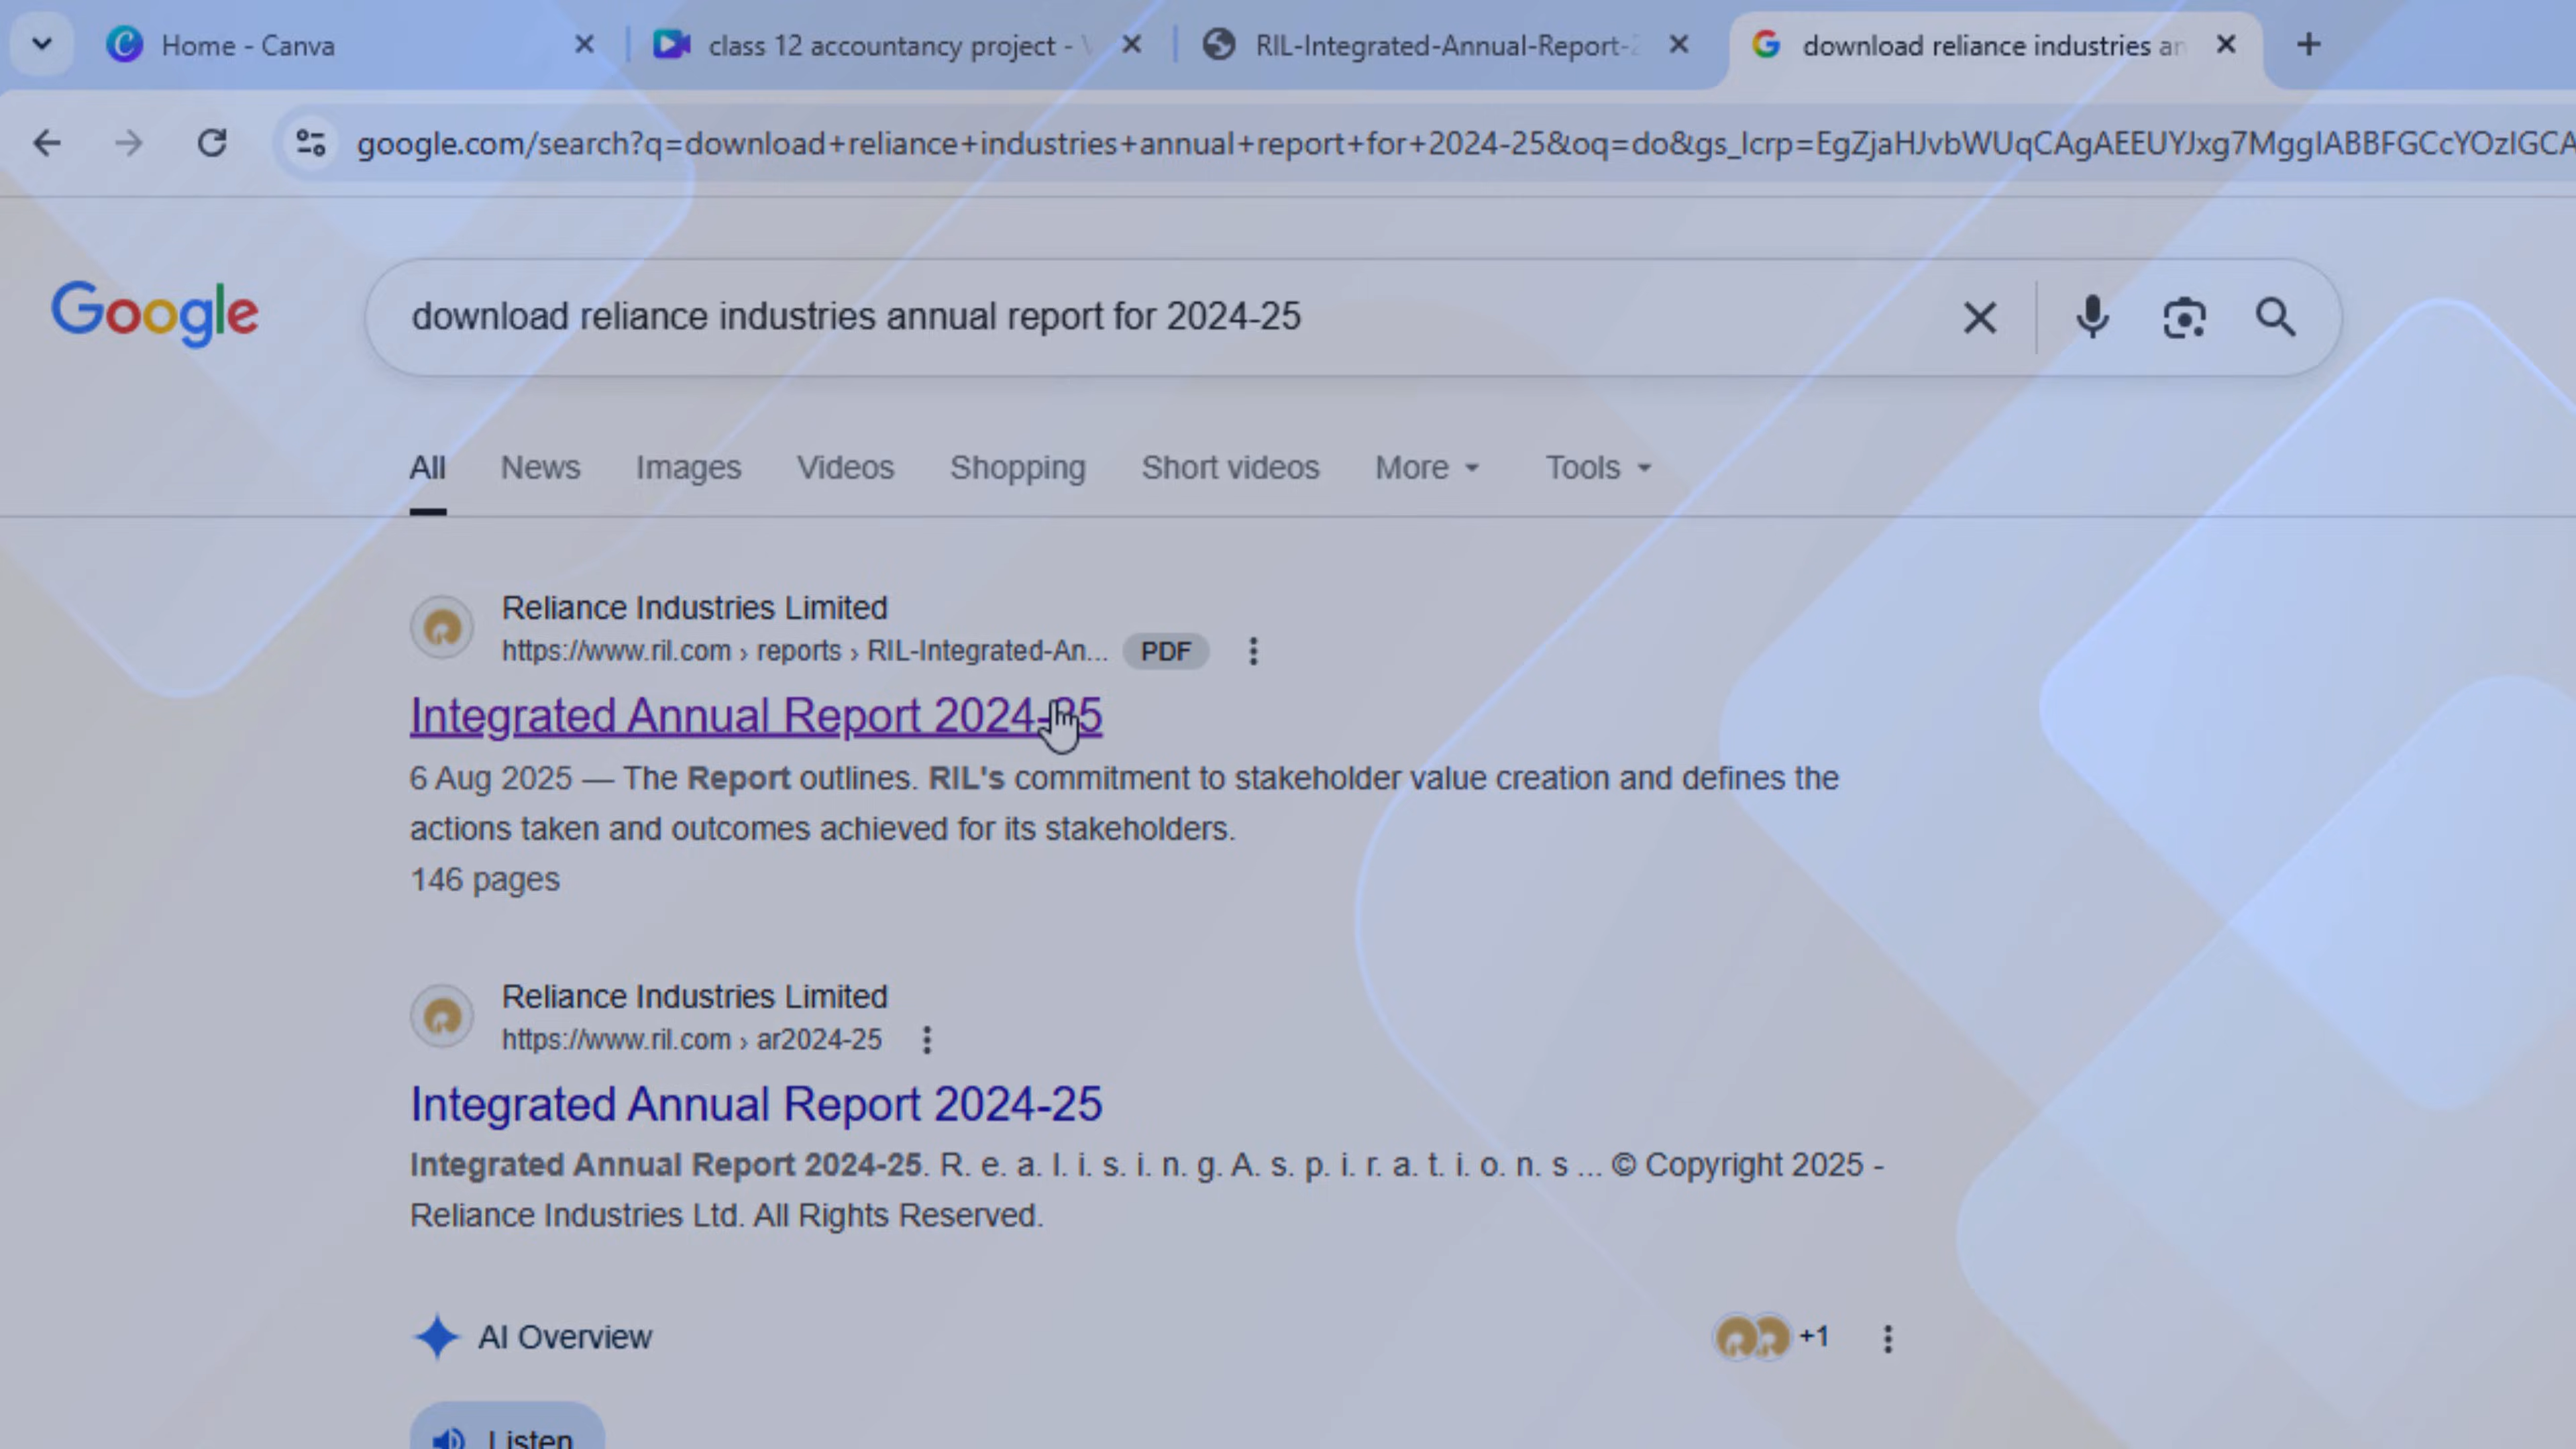 Home - Canva
class 12 accountancy project -
RIL-Integrated-Annual-Report-
download reliance industries an
google.com/search?q=download+reliance+industries+annual+report+for+2024-25&oq=do&gs_lcrp=EgZjaHJvbWUqCAgAEEUYJxg7MggIABBFGCcYOzIGCA
Google
download reliance industries annual report for 2024-25
All News Images Videos Shopping Short videos More Tools
Reliance Industries Limited
https://www.ril.com › reports › RIL-Integrated-An... PDF
Integrated Annual Report 2024-25
6 Aug 2025 — The Report outlines. RIL's commitment to stakeholder value creation and defines the
actions taken and outcomes achieved for its stakeholders.
146 pages
Reliance Industries Limited
https://www.ril.com › ar2024-25
Integrated Annual Report 2024-25
Integrated Annual Report 2024-25. R. e. a. l. i. s. i. n. g. A. s. p. i. r. a. t. i. o. n. s ... © Copyright 2025 -
Reliance Industries Ltd. All Rights Reserved.
AI Overview +1
Listen